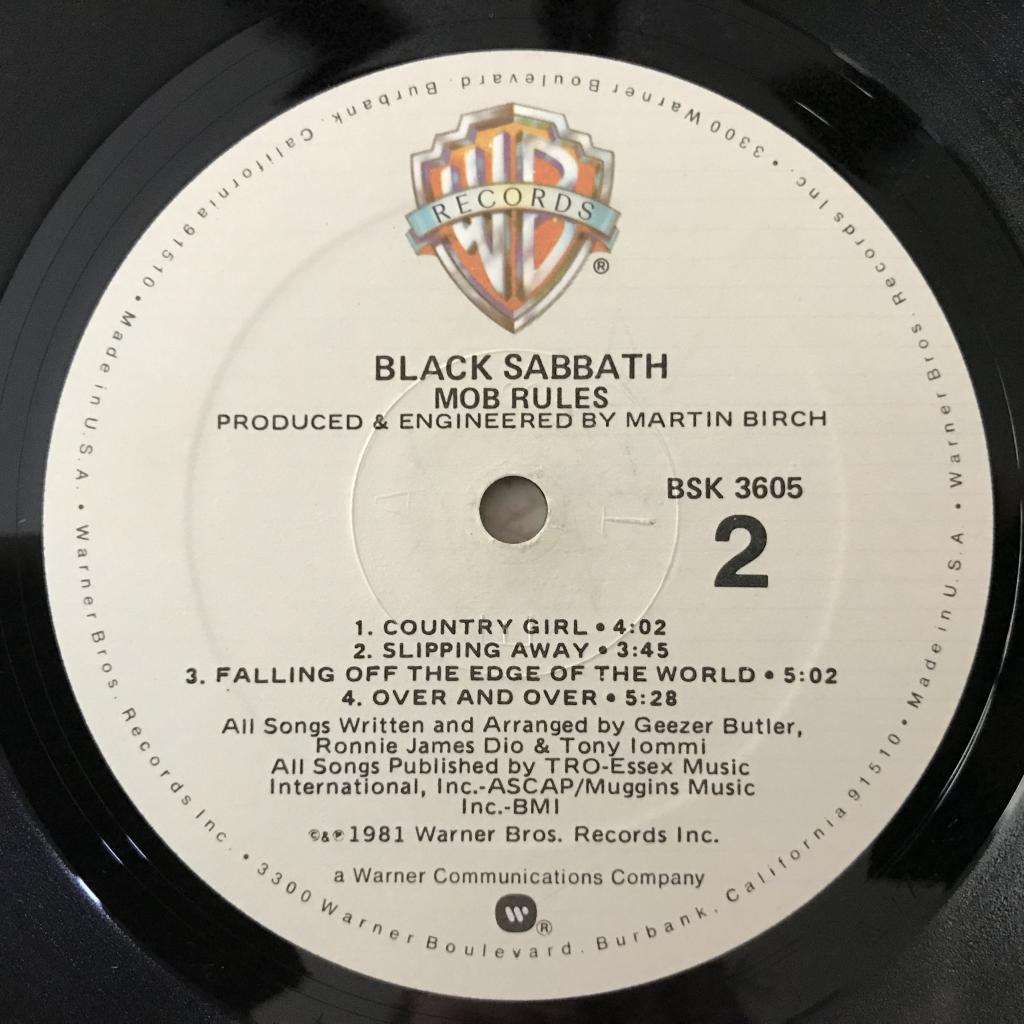 WB
RECORDS
®
BLACK SABBATH
MOB RULES
PRODUCED & ENGINEERED BY MARTIN BIRCH
BSK 3605
2
1. COUNTRY GIRL • 4:02
2. SLIPPING AWAY • 3:45
3. FALLING OFF THE EDGE OF THE WORLD • 5:02
4. OVER AND OVER • 5:28
All Songs Written and Arranged by Geezer Butler,
Ronnie James Dio & Tony Iommi
All Songs Published by TRO-Essex Music
International, Inc.-ASCAP/Muggins Music
Inc.-BMI
©&℗ 1981 Warner Bros. Records Inc.
a Warner Communications Company
®
Made in U.S.A. • Warner Bros. Records Inc. • 3300 Warner Boulevard. Burbank, California 91510 • Made in U.S.A. • Warner Bros. Records Inc. • 3300 Warner Boulevard. Burbank, California 91510 •